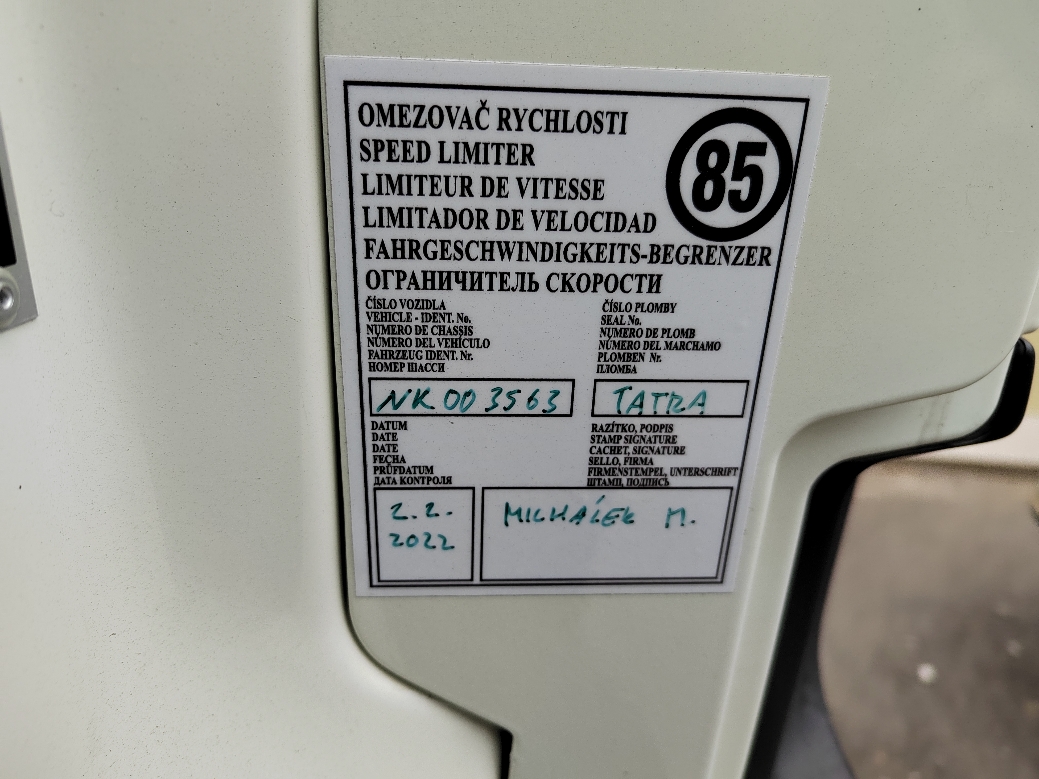 OMEZOVAČ RYCHLOSTI
SPEED LIMITER
LIMITEUR DE VITESSE
LIMITADOR DE VELOCIDAD
FAHRGESCHWINDIGKEITS-BEGRENZER
ОГРАНИЧИТЕЛЬ СКОРОСТИ
85
ČÍSLO VOZIDLA
VEHICLE - IDENT. No.
NUMERO DE CHASSIS
NÚMERO DEL VEHÍCULO
FAHRZEUG IDENT. Nr.
НОМЕР ШАССИ
NK003563
ČÍSLO PLOMBY
SEAL No.
NUMERO DE PLOMB
NÚMERO DEL MARCHAMO
PLOMBEN Nr.
ПЛОМБА
TATRA
DATUM
DATE
DATE
FECHA
PRÜFDATUM
ДАТА КОНТРОЛЯ
2.2.
2022
RAZÍTKO, PODPIS
STAMP SIGNATURE
CACHET, SIGNATURE
SELLO, FIRMA
FIRMENSTEMPEL, UNTERSCHRIFT
ШТАМП, ПОДПИСЬ
MICHÁLEK M.